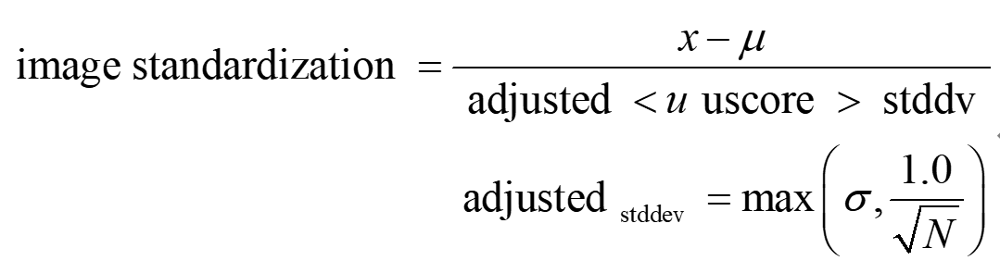 image standardization = x − μ / adjusted < u uscore > stddv
adjusted stddev = max( σ, 1.0 / √N )